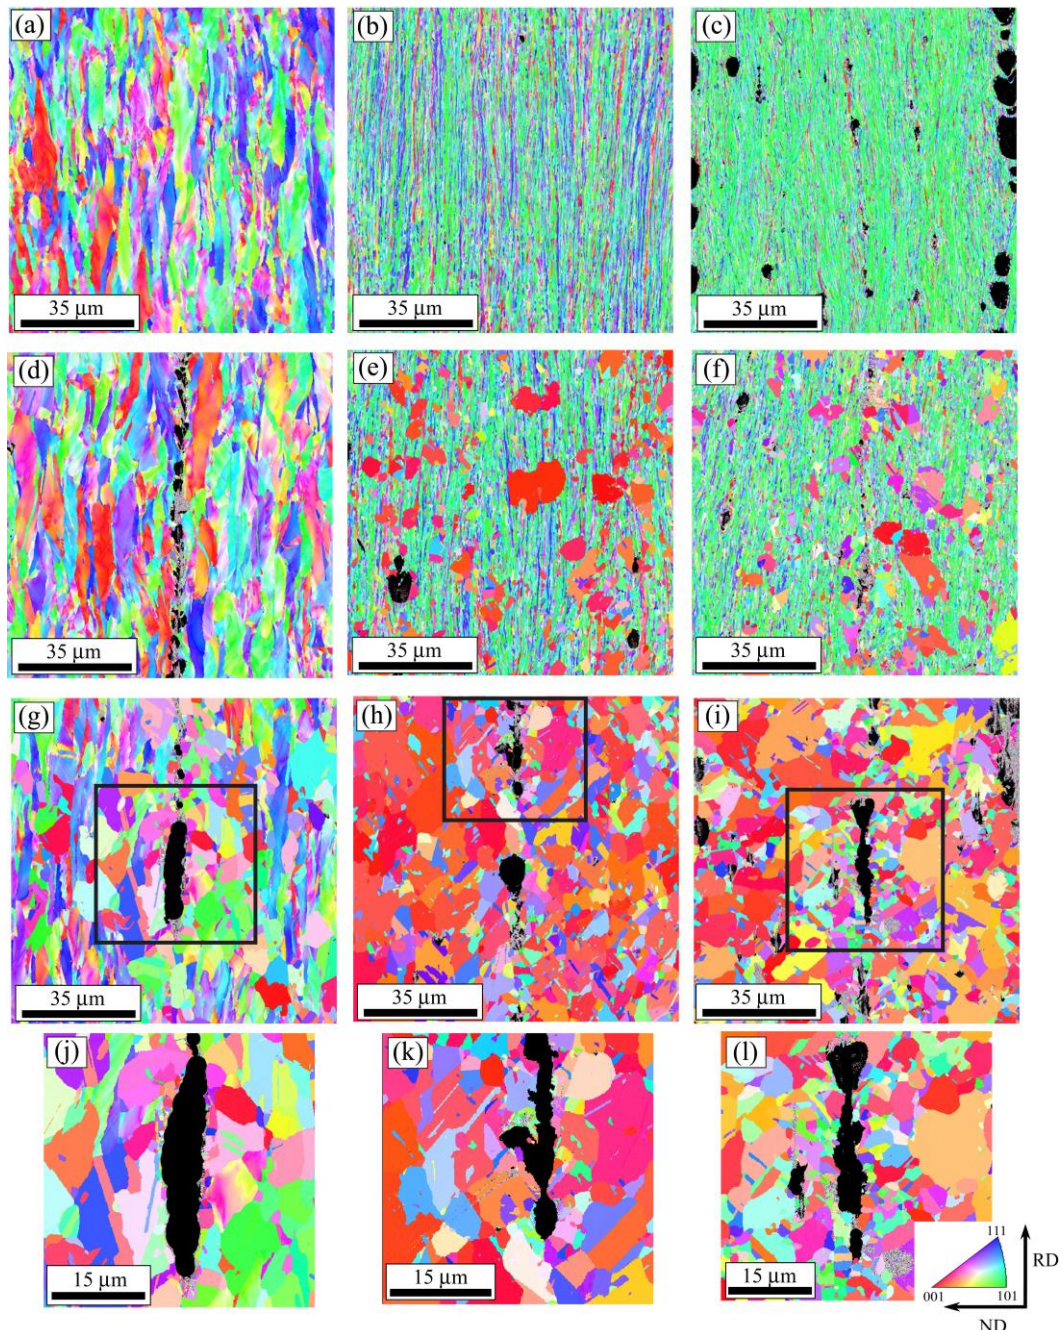 (a) (b) (c)
35 µm 35 µm 35 µm
(d) (e) (f)
35 µm 35 µm 35 µm
(g) (h) (i)
35 µm 35 µm 35 µm
(j) (k) (l)
111
RD
15 µm 15 µm 15 µm
001 101
ND